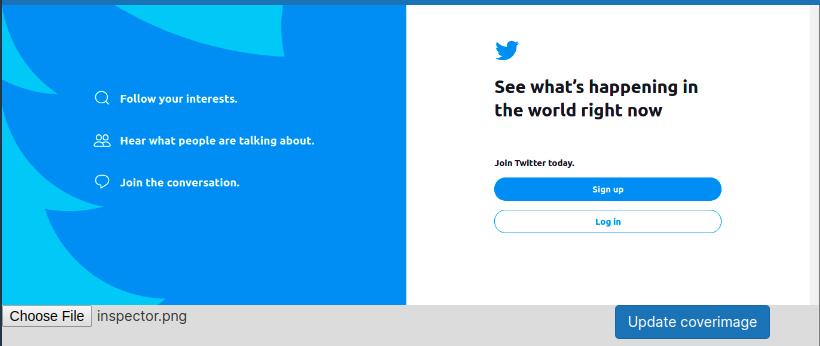 Follow your interests.
Hear what people are talking about.
Join the conversation.
See what's happening in
the world right now
Join Twitter today.
Sign up
Log in
Choose File inspector.png
Update coverimage